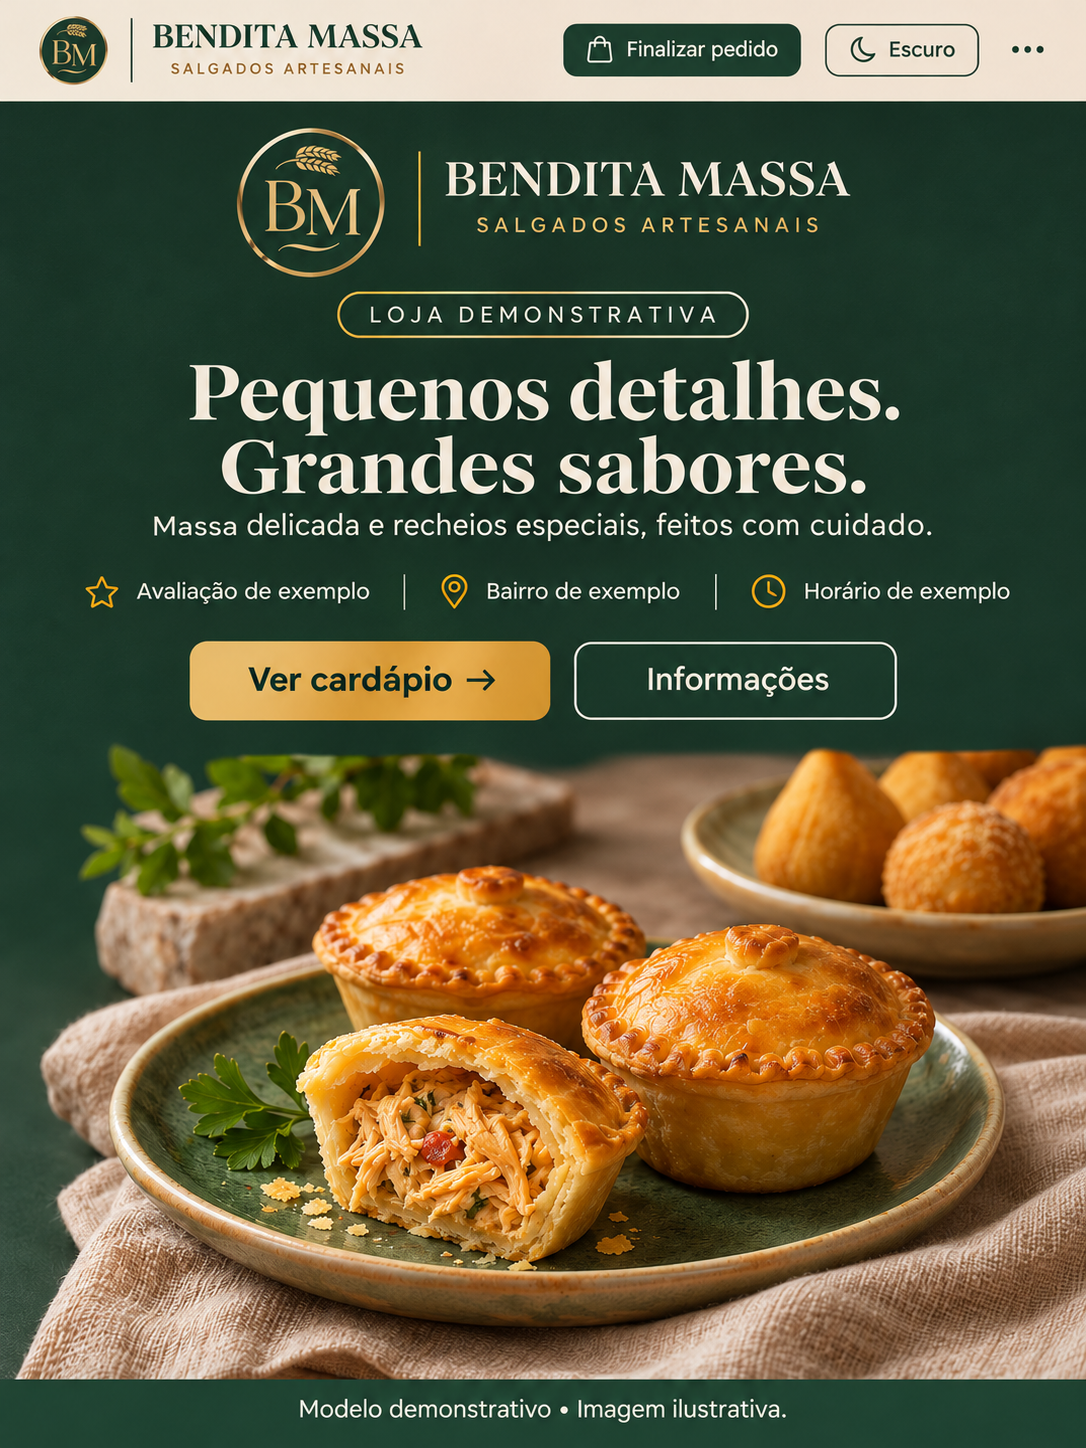 BM
BENDITA MASSA
SALGADOS ARTESANAIS
Finalizar pedido
Escuro
BM
BENDITA MASSA
SALGADOS ARTESANAIS
LOJA DEMONSTRATIVA
Pequenos detalhes.
Grandes sabores.
Massa delicada e recheios especiais, feitos com cuidado.
Avaliação de exemplo
Bairro de exemplo
Horário de exemplo
Ver cardápio →
Informações
Modelo demonstrativo • Imagem ilustrativa.